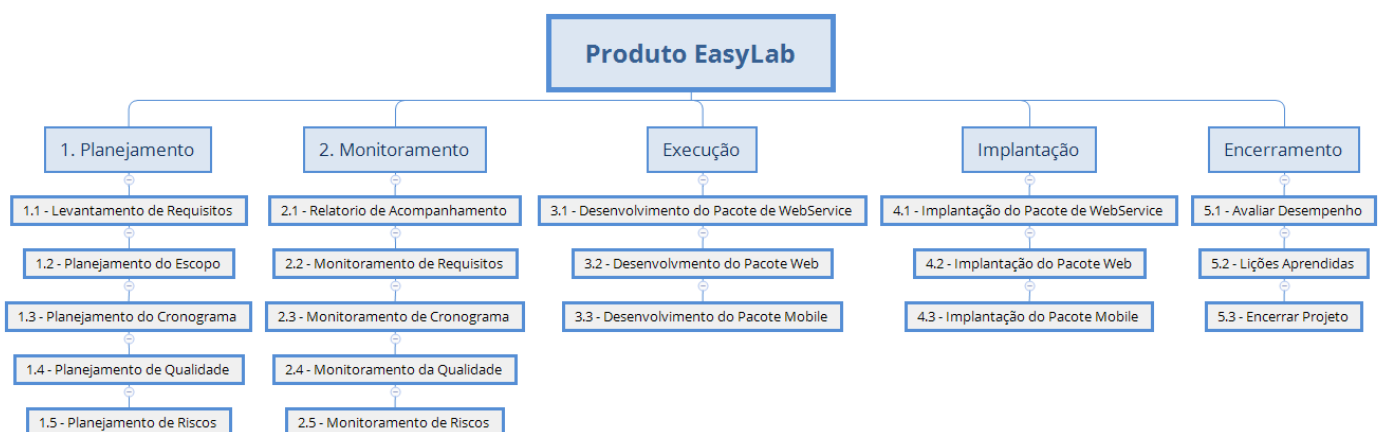 Produto EasyLab
1. Planejamento
2. Monitoramento
Execução
Implantação
Encerramento
1.1 - Levantamento de Requisitos
2.1 - Relatorio de Acompanhamento
3.1 - Desenvolvimento do Pacote de WebService
4.1 - Implantação do Pacote de WebService
5.1 - Avaliar Desempenho
1.2 - Planejamento do Escopo
2.2 - Monitoramento de Requisitos
3.2 - Desenvolvmento do Pacote Web
4.2 - Implantação do Pacote Web
5.2 - Lições Aprendidas
1.3 - Planejamento do Cronograma
2.3 - Monitoramento de Cronograma
3.3 - Desenvolvimento do Pacote Mobile
4.3 - Implantação do Pacote Mobile
5.3 - Encerrar Projeto
1.4 - Planejamento de Qualidade
2.4 - Monitoramento da Qualidade
1.5 - Planejamento de Riscos
2.5 - Monitoramento de Riscos